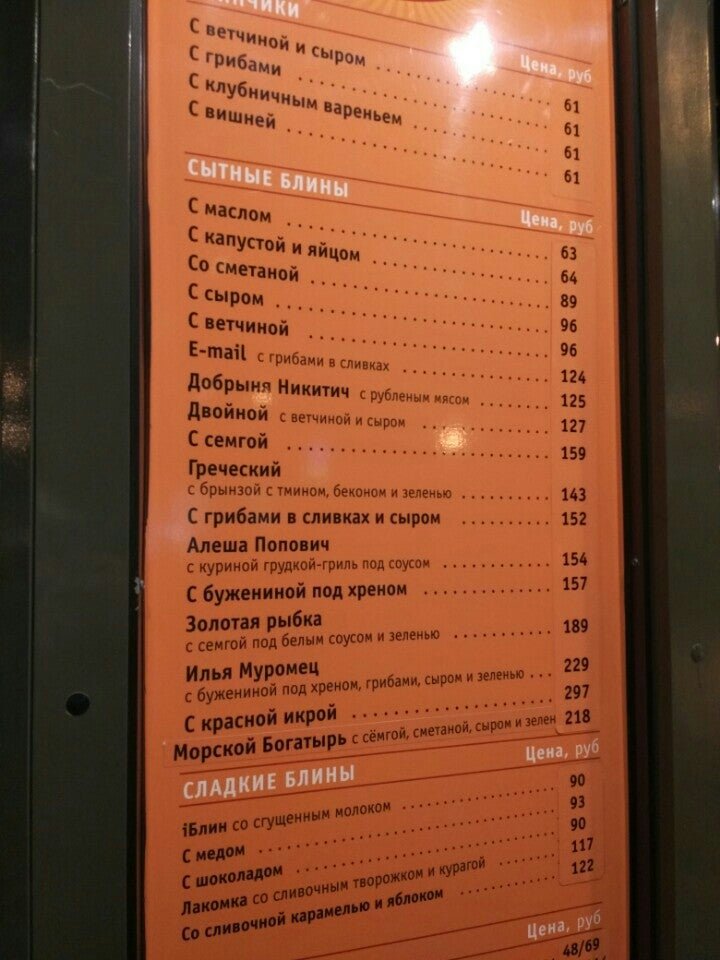 Цена, руб
С ветчиной и сыром 61
С грибами 61
С клубничным вареньем 61
С вишней 61
СЫТНЫЕ БЛИНЫ Цена, руб
С маслом 63
С капустой и яйцом 64
Со сметаной 89
С сыром 96
С ветчиной 96
E-mail с грибами в сливках 124
Добрыня Никитич с рубленым мясом 125
Двойной с ветчиной и сыром 127
С семгой 159
Греческий
с брынзой с тмином, беконом и зеленью 143
С грибами в сливках и сыром 152
Алеша Попович
с куриной грудкой-гриль под соусом 154
С бужениной под хреном 157
Золотая рыбка
с семгой под белым соусом и зеленью 189
Илья Муромец
с бужениной под хреном, грибами, сыром и зеленью 229
С красной икрой 297
Морской Богатырь с сёмгой, сметаной, сыром и зелен 218
СЛАДКИЕ БЛИНЫ Цена, руб
iБлин со сгущенным молоком 90
С медом 93
С шоколадом 90
Лакомка со сливочным творожком и курагой 117
Со сливочной карамелью и яблоком 122
Цена, руб
48/69